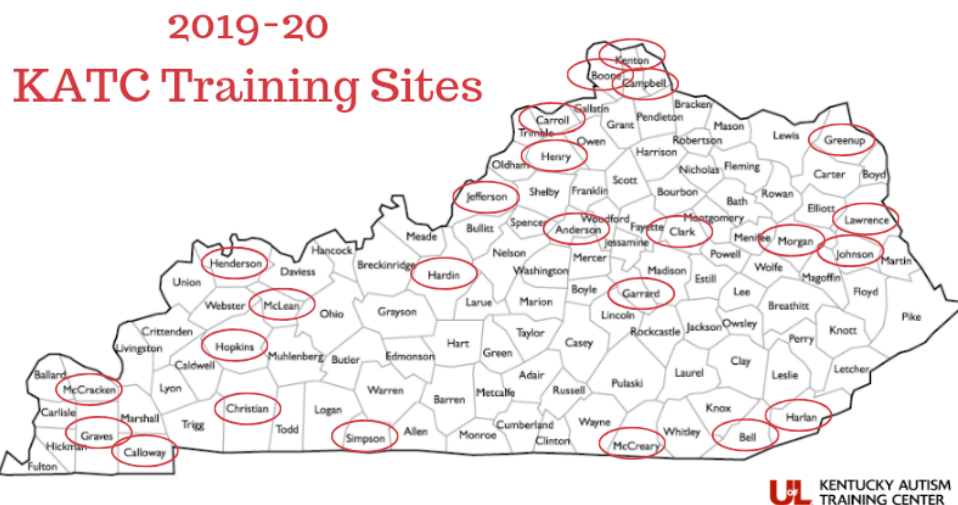 2019-20
KATC Training Sites
Kenton
Boone
Campbell
Gallatin
Bracken
Carroll
Grant
Pendleton
Mason
Trimble
Owen
Robertson
Lewis
Greenup
Henry
Harrison
Oldham
Nicholas
Fleming
Carter
Boyd
Scott
Jefferson
Shelby
Franklin
Bourbon
Rowan
Bath
Elliott
Spencer
Woodford
Montgomery
Lawrence
Bullitt
Anderson
Fayette
Clark
Meade
Menifee
Morgan
Jessamine
Hancock
Nelson
Mercer
Powell
Johnson
Martin
Henderson
Breckinridge
Hardin
Washington
Madison
Wolfe
Daviess
Estill
Magoffin
Union
Boyle
Garrard
Lee
Floyd
Webster
McLean
Larue
Marion
Breathitt
Ohio
Grayson
Lincoln
Pike
Crittenden
Taylor
Rockcastle
Jackson
Owsley
Knott
Livingston
Hopkins
Hart
Casey
Perry
Muhlenberg
Butler
Edmonson
Green
Caldwell
Clay
Ballard
Adair
Laurel
Leslie
Letcher
McCracken
Lyon
Warren
Metcalfe
Russell
Pulaski
Barren
Carlisle
Marshall
Christian
Logan
Knox
Harlan
Trigg
Cumberland
Wayne
Graves
Todd
Simpson
Allen
Monroe
Whitley
Bell
Hickman
Calloway
Clinton
McCreary
Fulton
UofL KENTUCKY AUTISM
TRAINING CENTER